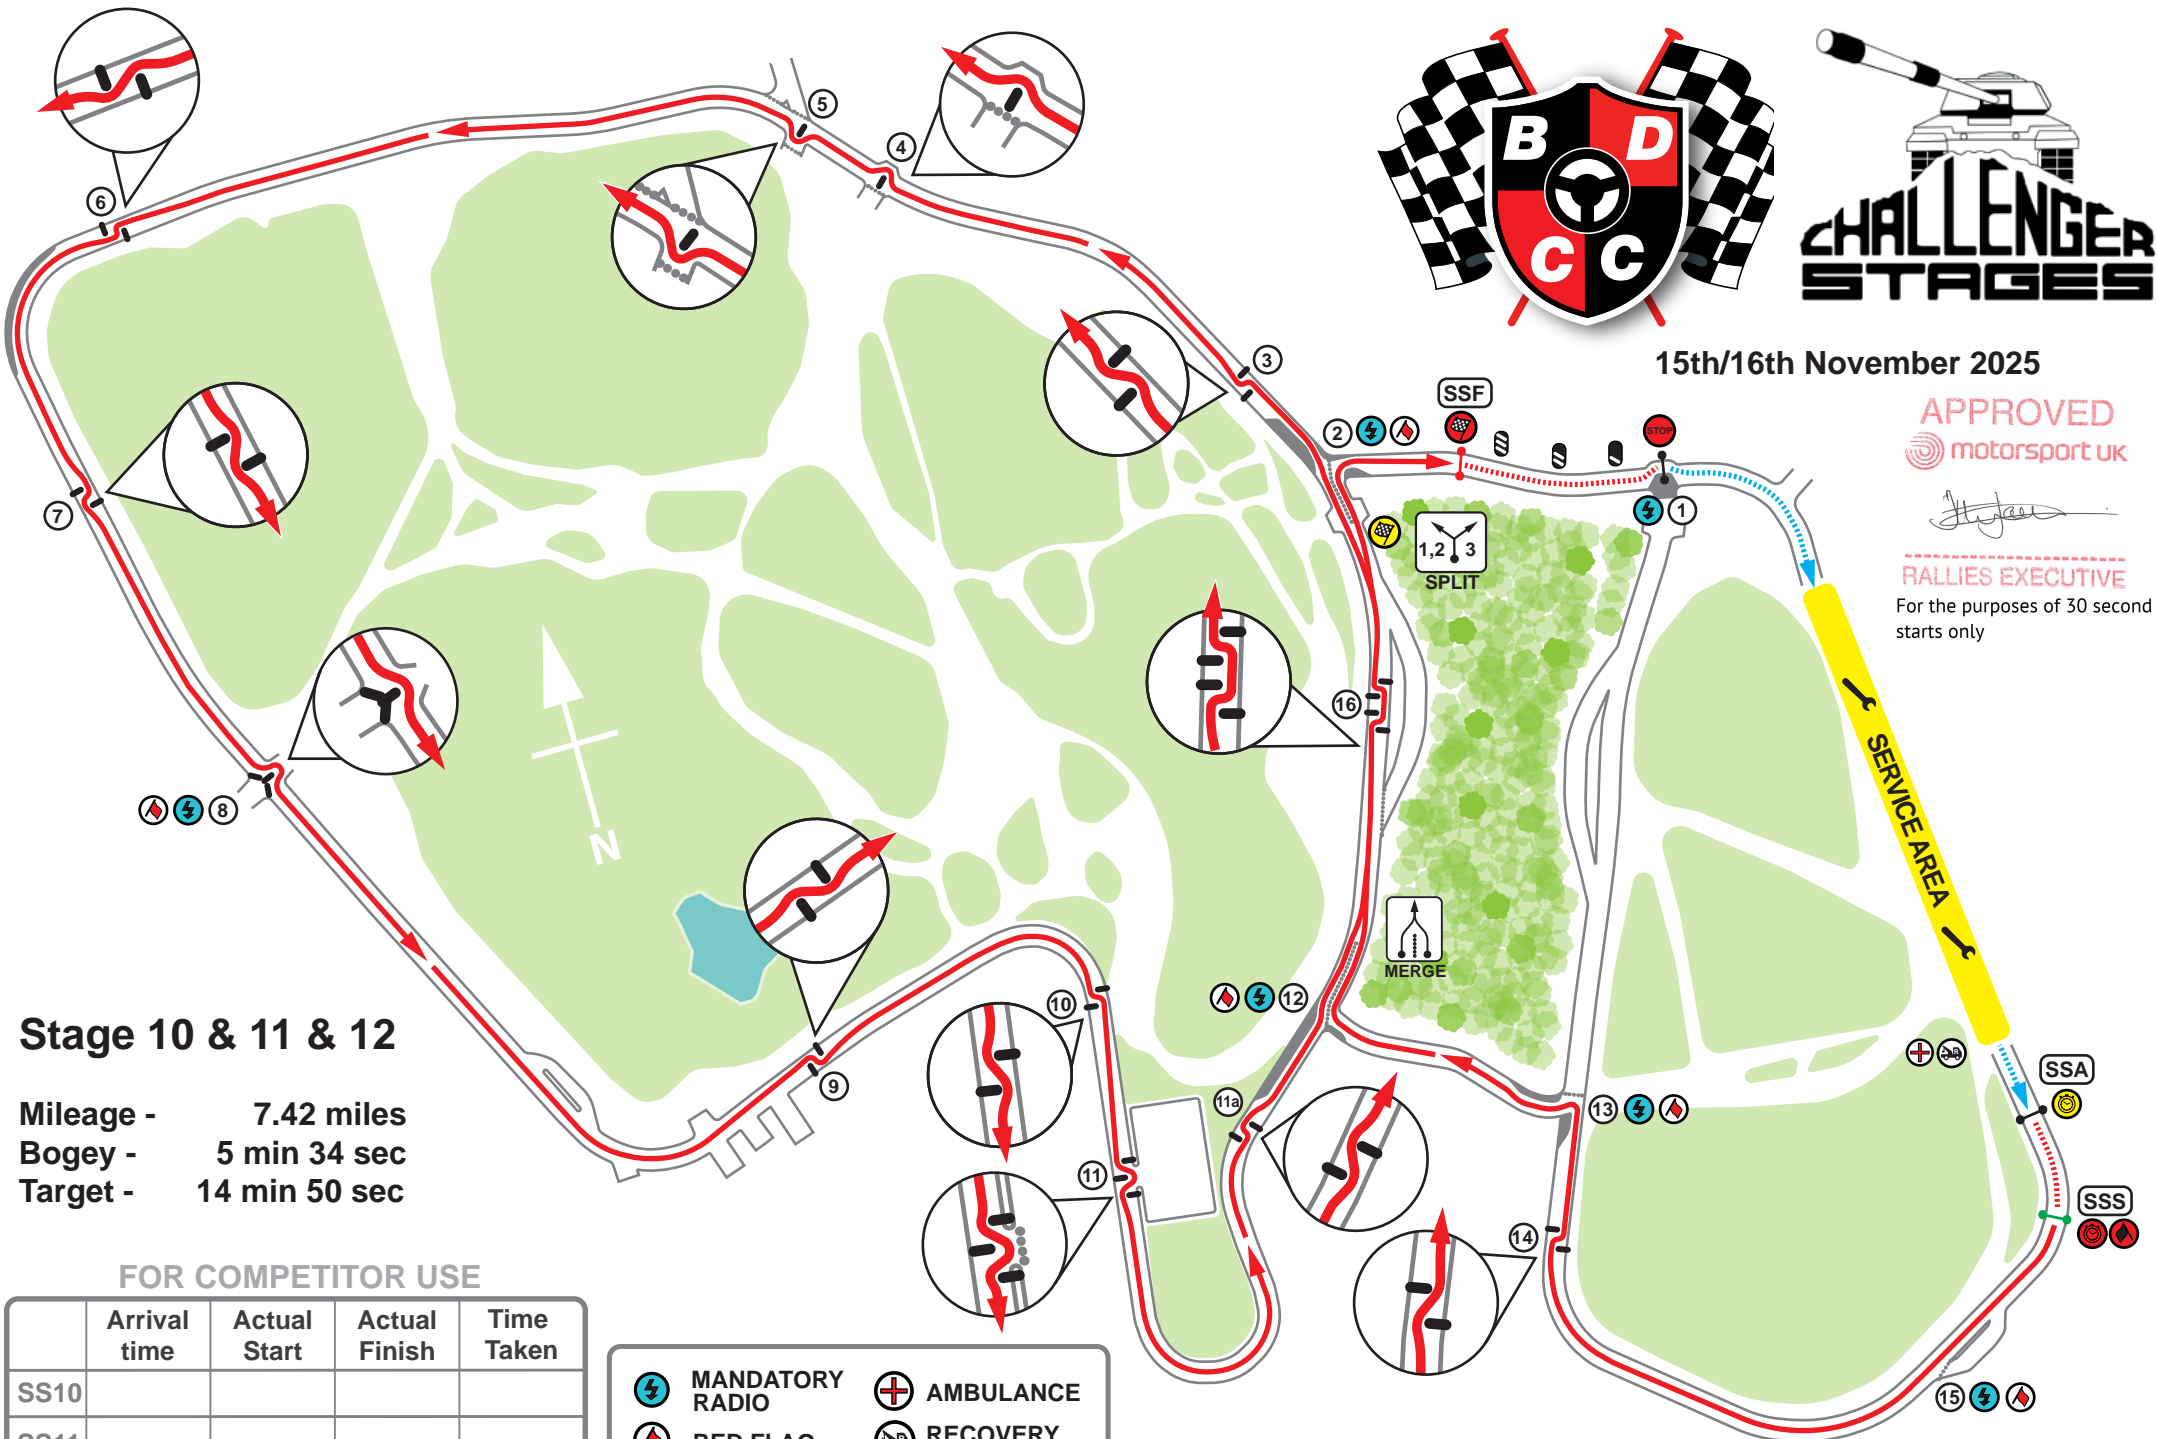 B D
C C
CHALLENGER
STAGES
15th/16th November 2025
APPROVED
motorsport UK
RALLIES EXECUTIVE
For the purposes of 30 second
starts only
SSF
STOP
1
2
3
4
5
6
7
8
9
10
11
11a
12
13
14
15
16
1,2 3
SPLIT
MERGE
SERVICE AREA
SSA
SSS
N
R
Stage 10 & 11 & 12
Mileage - 7.42 miles
Bogey - 5 min 34 sec
Target - 14 min 50 sec
FOR COMPETITOR USE
Arrival time
Actual Start
Actual Finish
Time Taken
SS10
SS11
MANDATORY
RADIO
AMBULANCE
RED FLAG
RECOVERY